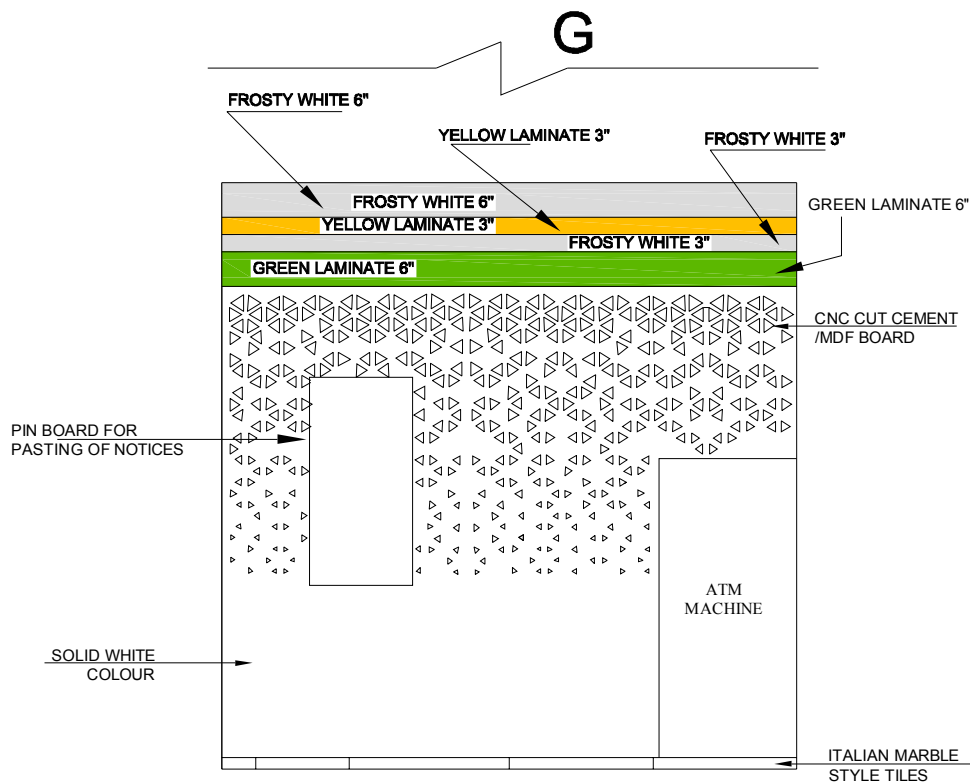 G
FROSTY WHITE 6"
YELLOW LAMINATE 3"
FROSTY WHITE 3"
FROSTY WHITE 6"
GREEN LAMINATE 6"
YELLOW LAMINATE 3"
FROSTY WHITE 3"
GREEN LAMINATE 6"
CNC CUT CEMENT
/MDF BOARD
PIN BOARD FOR
PASTING OF NOTICES
ATM
MACHINE
SOLID WHITE
COLOUR
ITALIAN MARBLE
STYLE TILES